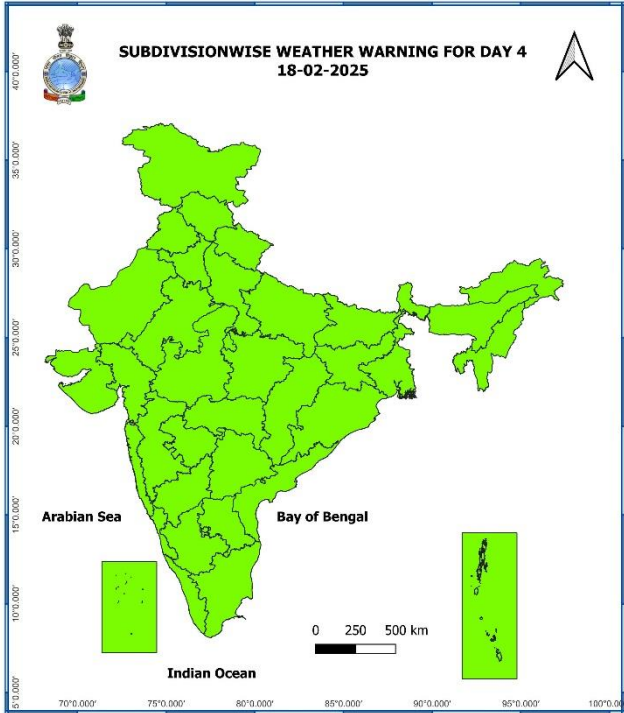 SUBDIVISIONWISE WEATHER WARNING FOR DAY 4
18-02-2025
40°0.000'
35°0.000'
30°0.000'
25°0.000'
20°0.000'
15°0.000'
10°0.000'
5°0.000'
Arabian Sea
Bay of Bengal
0 250 500 km
Indian Ocean
70°0.000' 75°0.000' 80°0.000' 85°0.000' 90°0.000' 95°0.000' 100°0.00